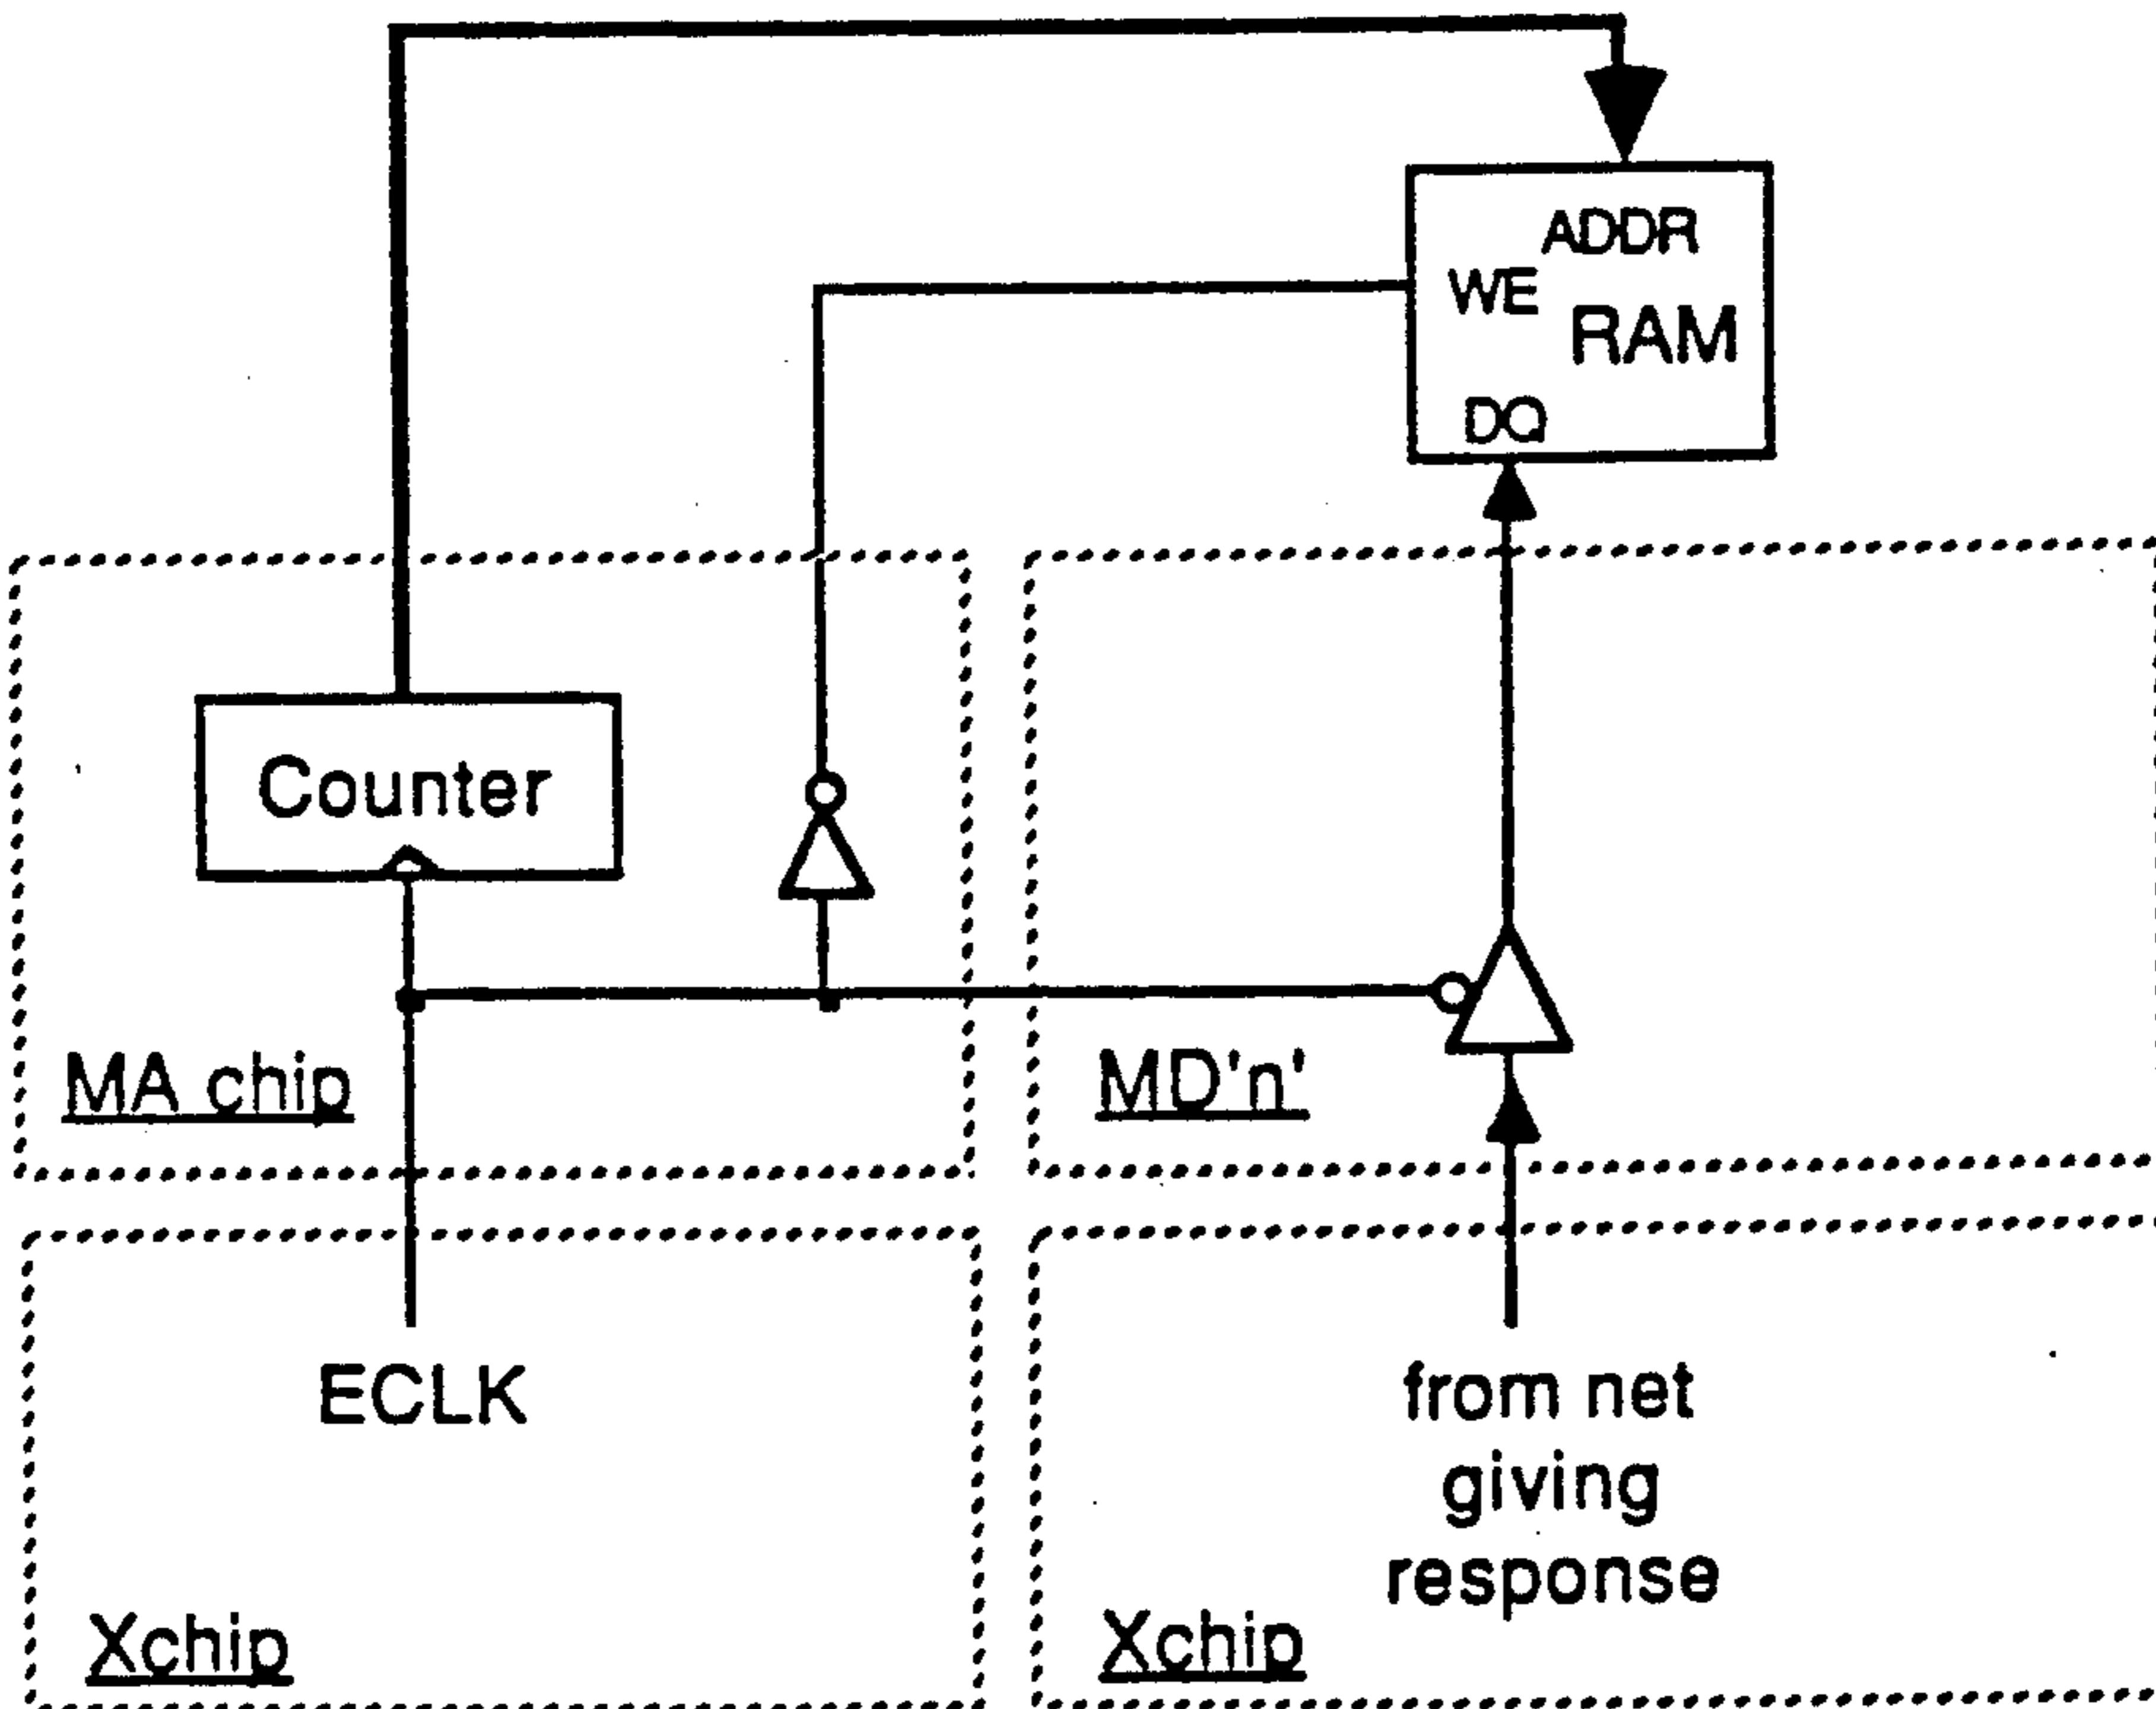 ADDR
WE
RAM
DQ
Counter
MA chip
MD'n'
ECLK
from net
giving
response
Xchip
Xchip